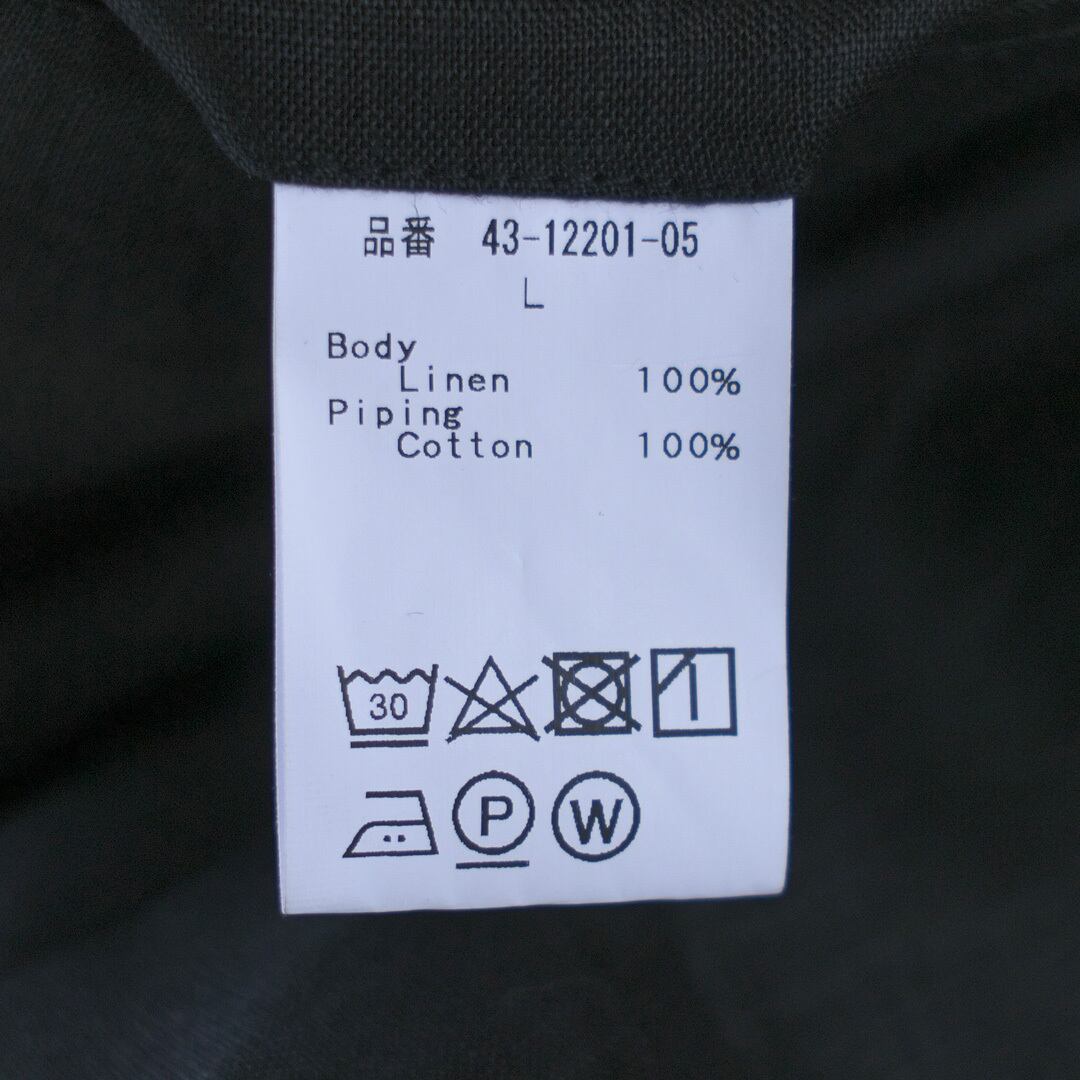 品番 43-12201-05
L
Body
Linen 100%
Piping
Cotton 100%
30
P W